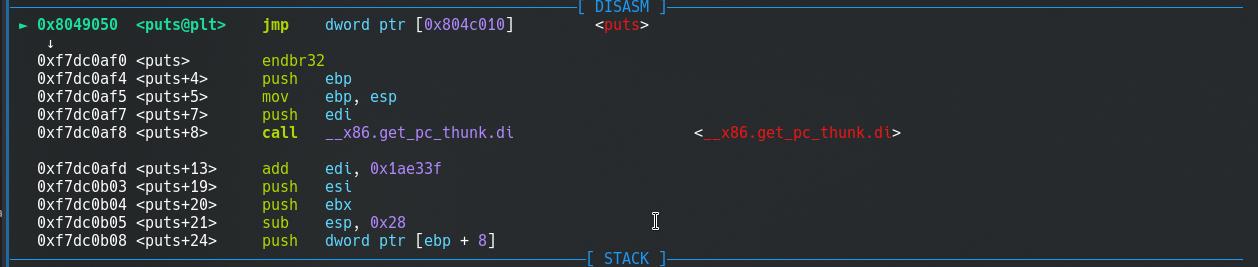 [ DISASM ]
► 0x8049050 <puts@plt> jmp dword ptr [0x804c010] <puts>
↓
0xf7dc0af0 <puts> endbr32
0xf7dc0af4 <puts+4> push ebp
0xf7dc0af5 <puts+5> mov ebp, esp
0xf7dc0af7 <puts+7> push edi
0xf7dc0af8 <puts+8> call __x86.get_pc_thunk.di <__x86.get_pc_thunk.di>
0xf7dc0afd <puts+13> add edi, 0x1ae33f
0xf7dc0b03 <puts+19> push esi
0xf7dc0b04 <puts+20> push ebx
0xf7dc0b05 <puts+21> sub esp, 0x28
0xf7dc0b08 <puts+24> push dword ptr [ebp + 8]
[ STACK ]